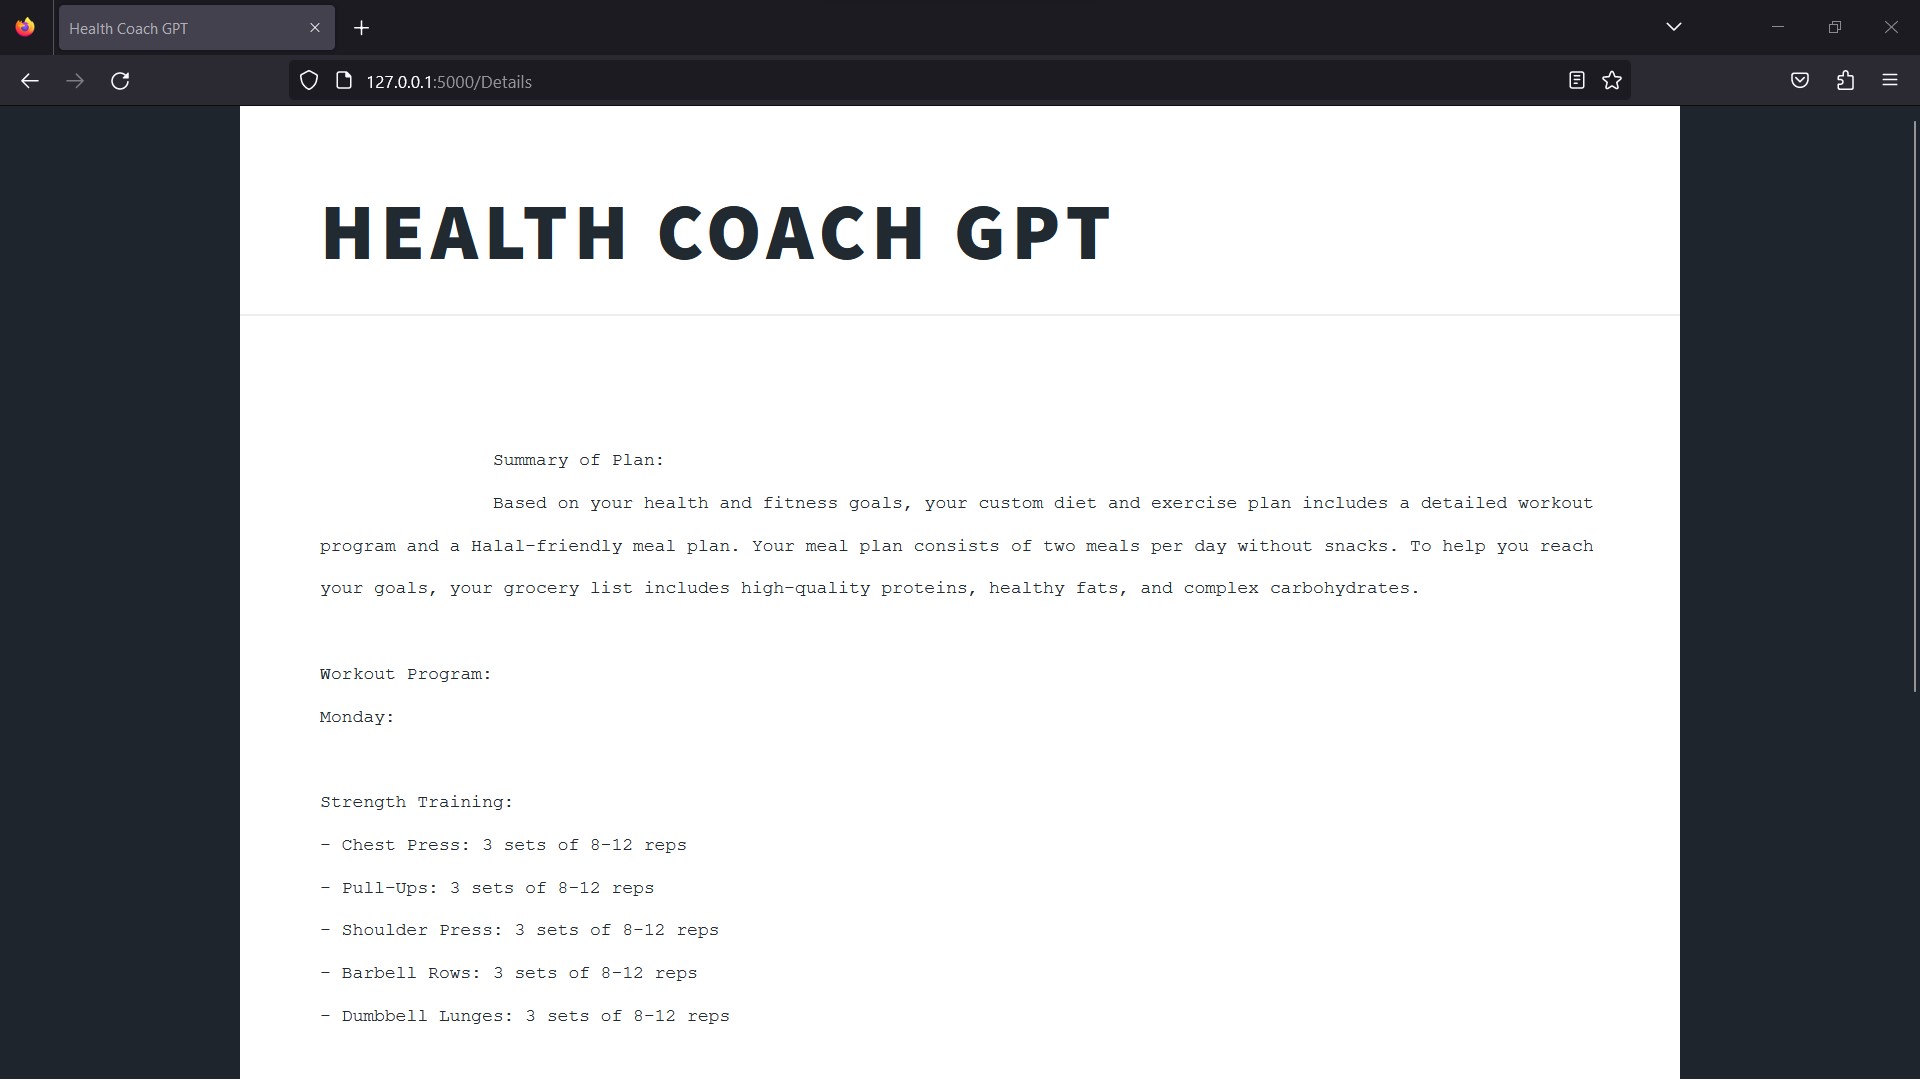 Health Coach GPT
127.0.0.1:5000/Details
HEALTH COACH GPT
Summary of Plan:
Based on your health and fitness goals, your custom diet and exercise plan includes a detailed workout
program and a Halal-friendly meal plan. Your meal plan consists of two meals per day without snacks. To help you reach
your goals, your grocery list includes high-quality proteins, healthy fats, and complex carbohydrates.
Workout Program:
Monday:
Strength Training:
- Chest Press: 3 sets of 8-12 reps
- Pull-Ups: 3 sets of 8-12 reps
- Shoulder Press: 3 sets of 8-12 reps
- Barbell Rows: 3 sets of 8-12 reps
- Dumbbell Lunges: 3 sets of 8-12 reps